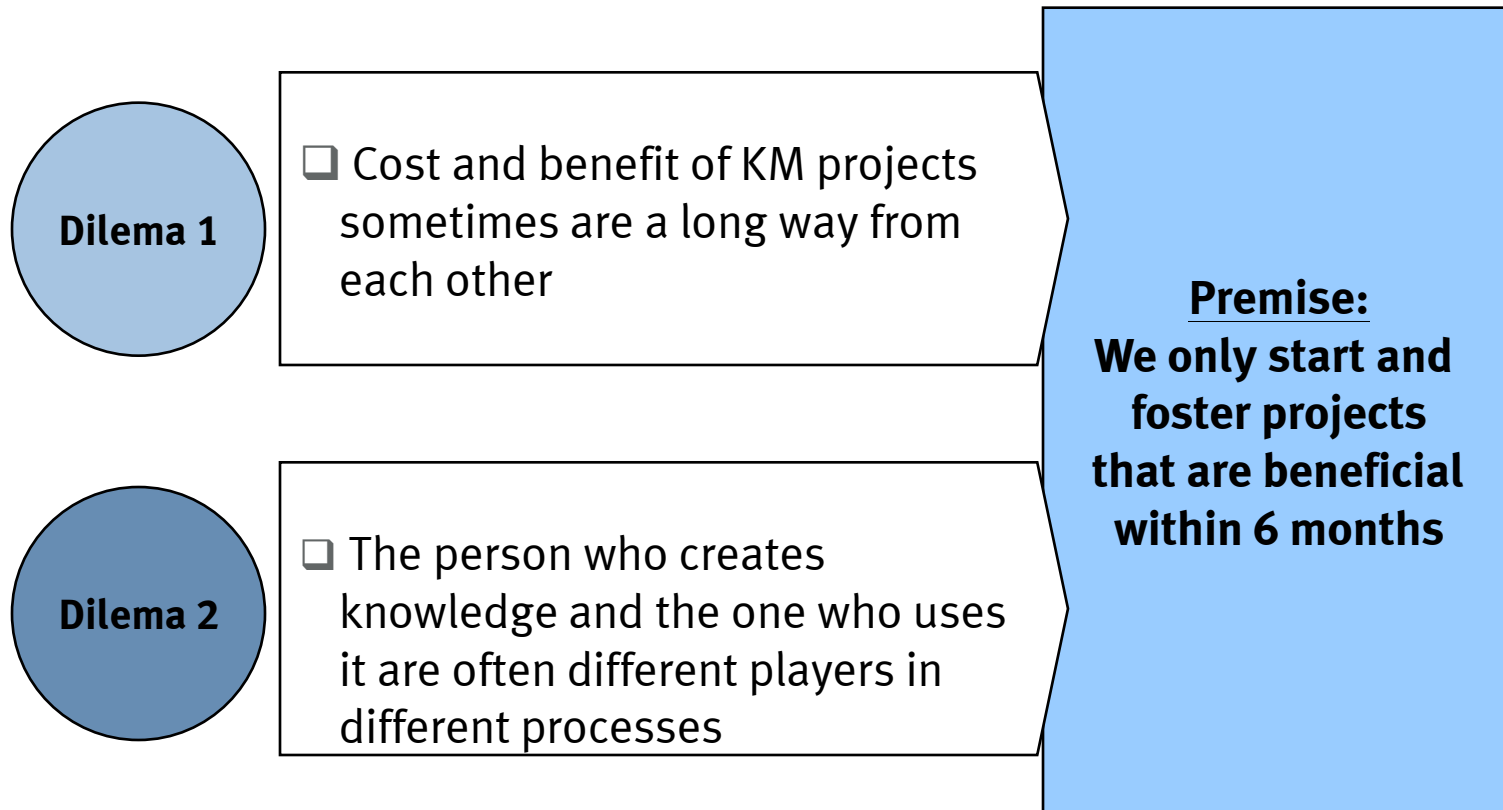 Dilema 1
❑ Cost and benefit of KM projects
sometimes are a long way from
each other
Dilema 2
❑ The person who creates
knowledge and the one who uses
it are often different players in
different processes
Premise:
We only start and
foster projects
that are beneficial
within 6 months